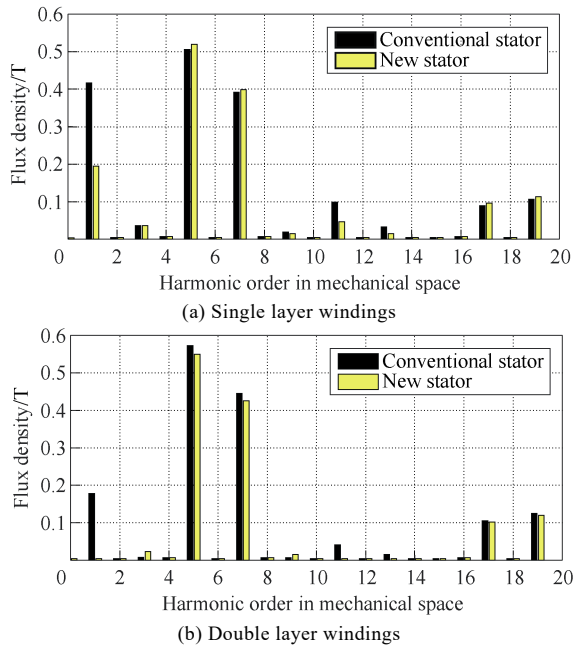 0.6
Conventional stator
0.5
New stator
0.4
Flux density/T
0.3
0.2
0.1
0 2 4 6 8 10 12 14 16 18 20
Harmonic order in mechanical space
(a) Single layer windings
0.6
Conventional stator
0.5
New stator
0.4
Flux density/T
0.3
0.2
0.1
0 2 4 6 8 10 12 14 16 18 20
Harmonic order in mechanical space
(b) Double layer windings